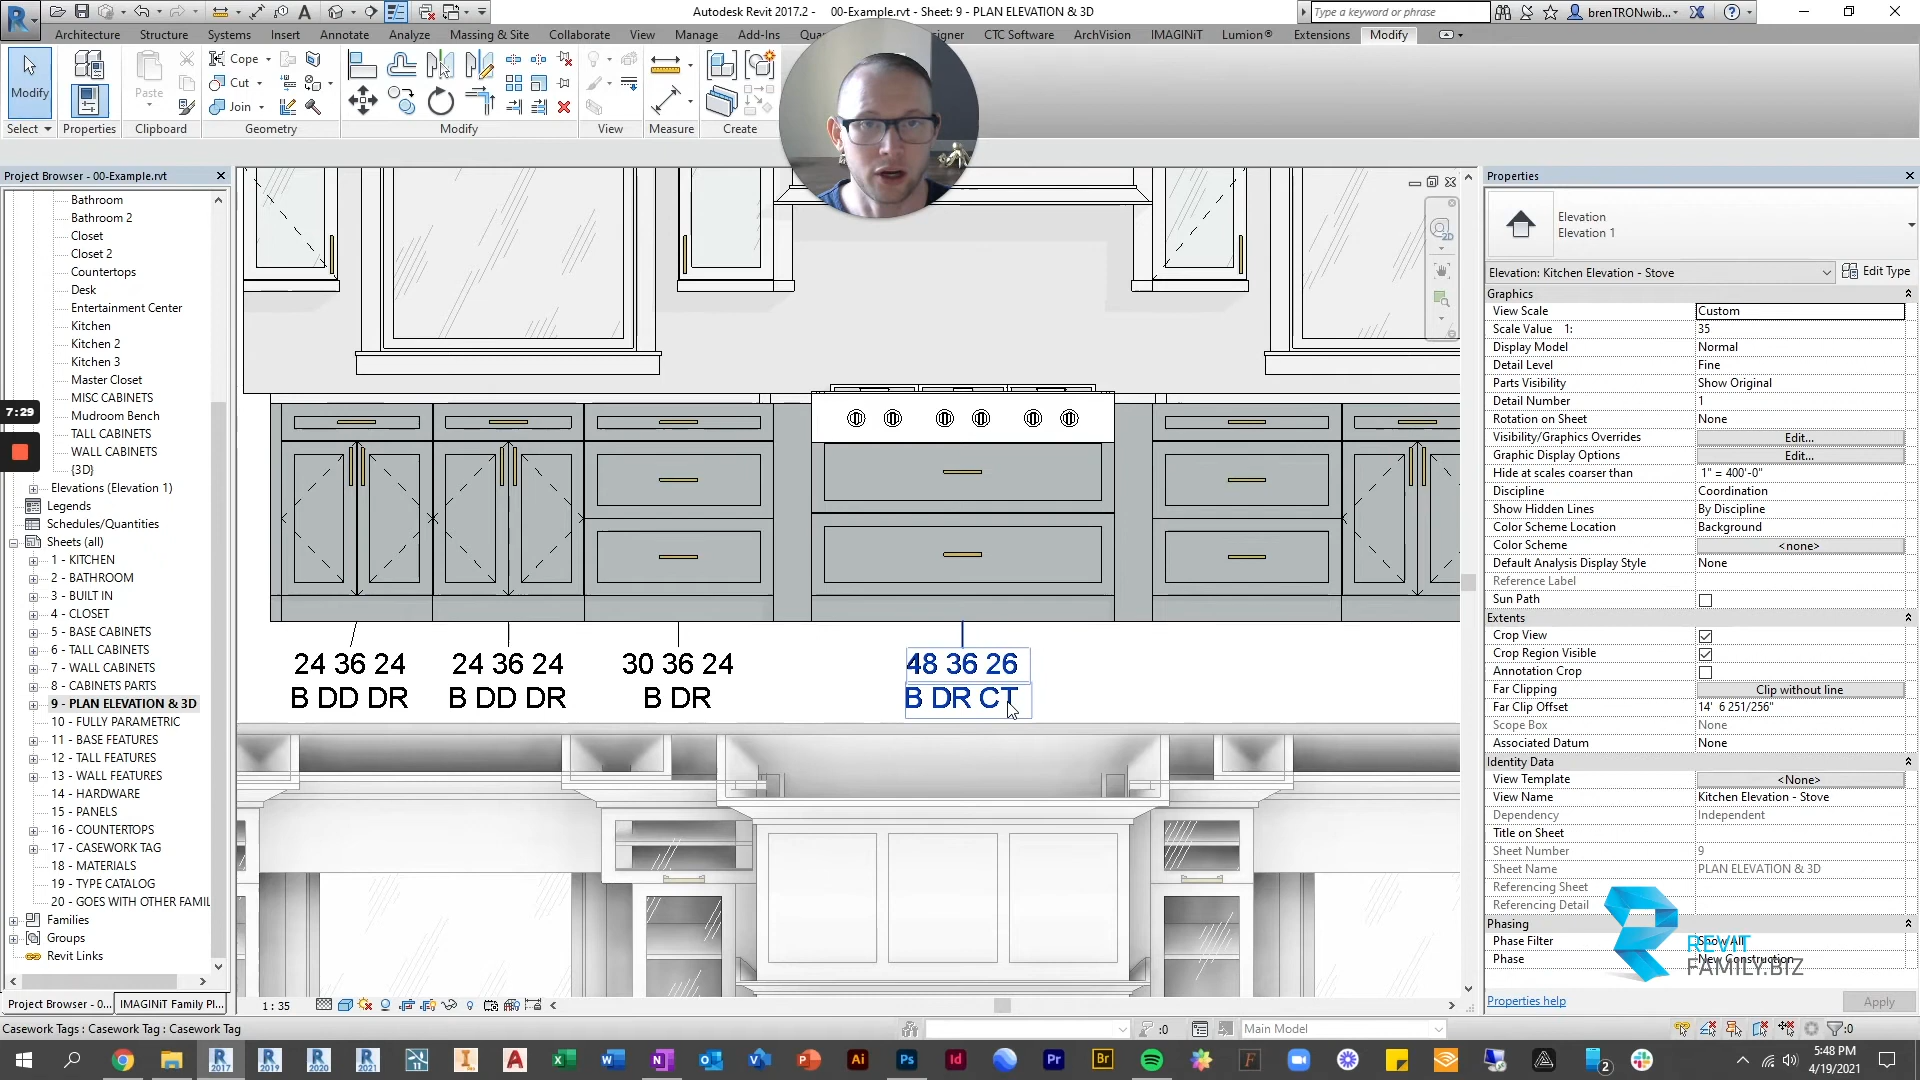 Autodesk Revit 2017.2 - 00-Example.rvt - Sheet: 9 - PLAN ELEVATION & 3D
Type a keyword or phrase
brenTRONwib...
Architecture Structure Systems Insert Annotate Analyze Massing & Site Collaborate View Manage Add-Ins CTC Software ArchVision IMAGINiT Lumion® Extensions Modify
Modify
Paste
Cope
Cut
Join
Select Properties Clipboard Geometry Modify View Measure Create
Project Browser - 00-Example.rvt
Bathroom
Bathroom 2
Closet
Closet 2
Countertops
Desk
Entertainment Center
Kitchen
Kitchen 2
Kitchen 3
Master Closet
MISC CABINETS
Mudroom Bench
TALL CABINETS
WALL CABINETS
{3D}
Elevations (Elevation 1)
Legends
Schedules/Quantities
Sheets (all)
1 - KITCHEN
2 - BATHROOM
3 - BUILT IN
4 - CLOSET
5 - BASE CABINETS
6 - TALL CABINETS
7 - WALL CABINETS
8 - CABINETS PARTS
9 - PLAN ELEVATION & 3D
10 - FULLY PARAMETRIC
11 - BASE FEATURES
12 - TALL FEATURES
13 - WALL FEATURES
14 - HARDWARE
15 - PANELS
16 - COUNTERTOPS
17 - CASEWORK TAG
18 - MATERIALS
19 - TYPE CATALOG
20 - GOES WITH OTHER FAMIL
Families
Groups
Revit Links
Project Browser - 0... IMAGINiT Family Pl...
7:29
24 36 24
B DD DR
24 36 24
B DD DR
30 36 24
B DR
48 36 26
B DR CT
1 : 35
Properties
Elevation
Elevation 1
Elevation: Kitchen Elevation - Stove
Edit Type
Graphics
View Scale Custom
Scale Value 1: 35
Display Model Normal
Detail Level Fine
Parts Visibility Show Original
Detail Number 1
Rotation on Sheet None
Visibility/Graphics Overrides Edit...
Graphic Display Options Edit...
Hide at scales coarser than 1" = 400'-0"
Discipline Coordination
Show Hidden Lines By Discipline
Color Scheme Location Background
Color Scheme <none>
Default Analysis Display Style None
Reference Label
Sun Path
Extents
Crop View
Crop Region Visible
Annotation Crop
Far Clipping Clip without line
Far Clip Offset 14' 6 251/256"
Scope Box None
Associated Datum None
Identity Data
View Template <None>
View Name Kitchen Elevation - Stove
Dependency Independent
Title on Sheet
Sheet Number 9
Sheet Name PLAN ELEVATION & 3D
Referencing Sheet
Referencing Detail
Phasing
Phase Filter Show All
Phase New Construction
REVIT
FAMILY.BIZ
Properties help
Apply
Casework Tags : Casework Tag : Casework Tag
:0
Main Model
:0
5:48 PM
4/19/2021